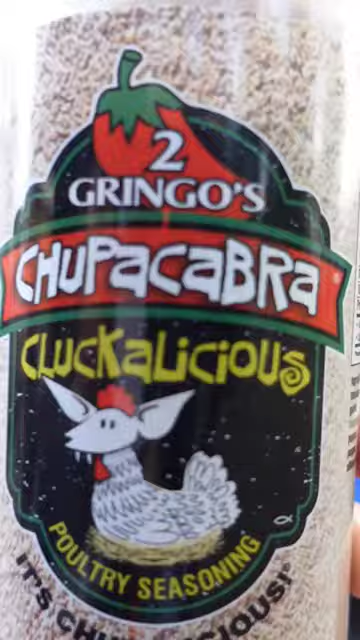 2
GRINGO'S
CHUPACABRA
CLUCKALICIOUS
POULTRY SEASONING
IT'S